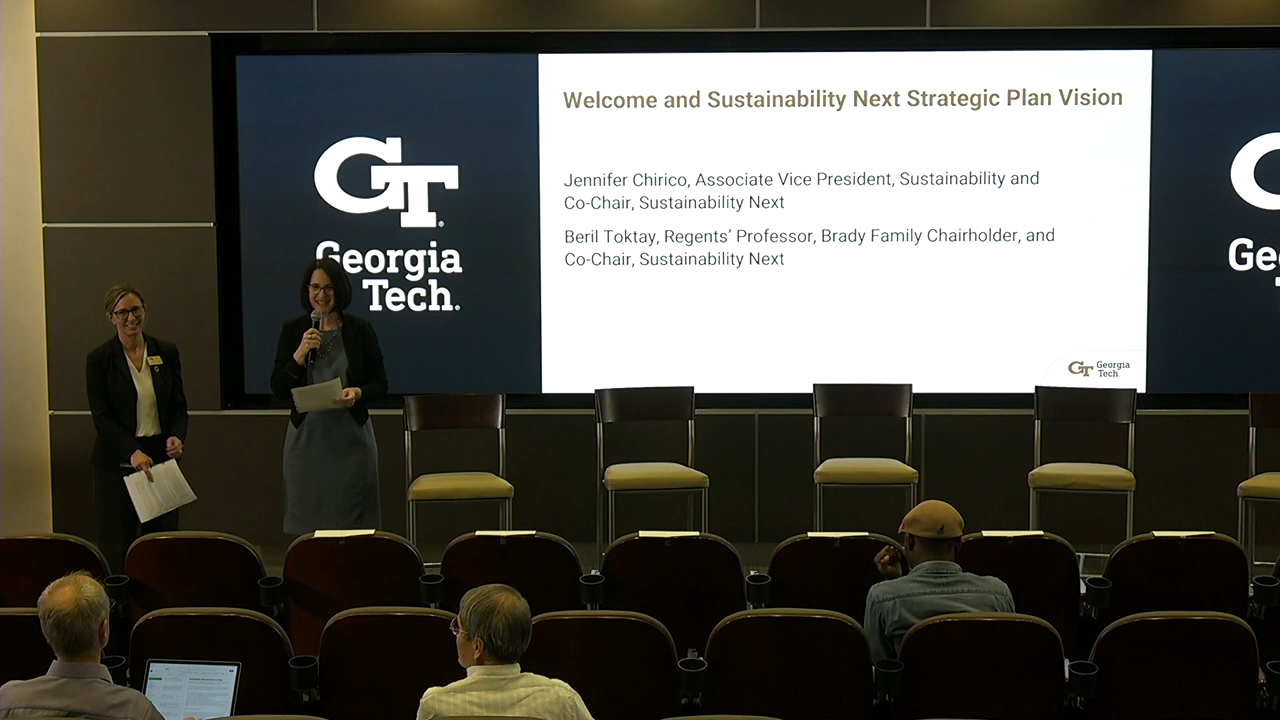 GT
Georgia
Tech.
Welcome and Sustainability Next Strategic Plan Vision
Jennifer Chirico, Associate Vice President, Sustainability and
Co-Chair, Sustainability Next
Beril Toktay, Regents' Professor, Brady Family Chairholder, and
Co-Chair, Sustainability Next
GT Georgia
Tech
Ge